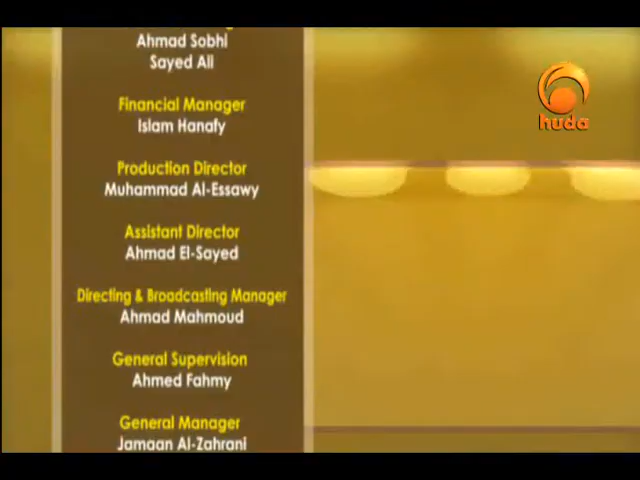 Ahmad Sobhi
Sayed Ali
Financial Manager
Islam Hanafy
Production Director
Muhammad Al-Essawy
Assistant Director
Ahmad El-Sayed
Directing & Broadcasting Manager
Ahmad Mahmoud
General Supervision
Ahmed Fahmy
General Manager
Jamaan Al-Zahrani
huda